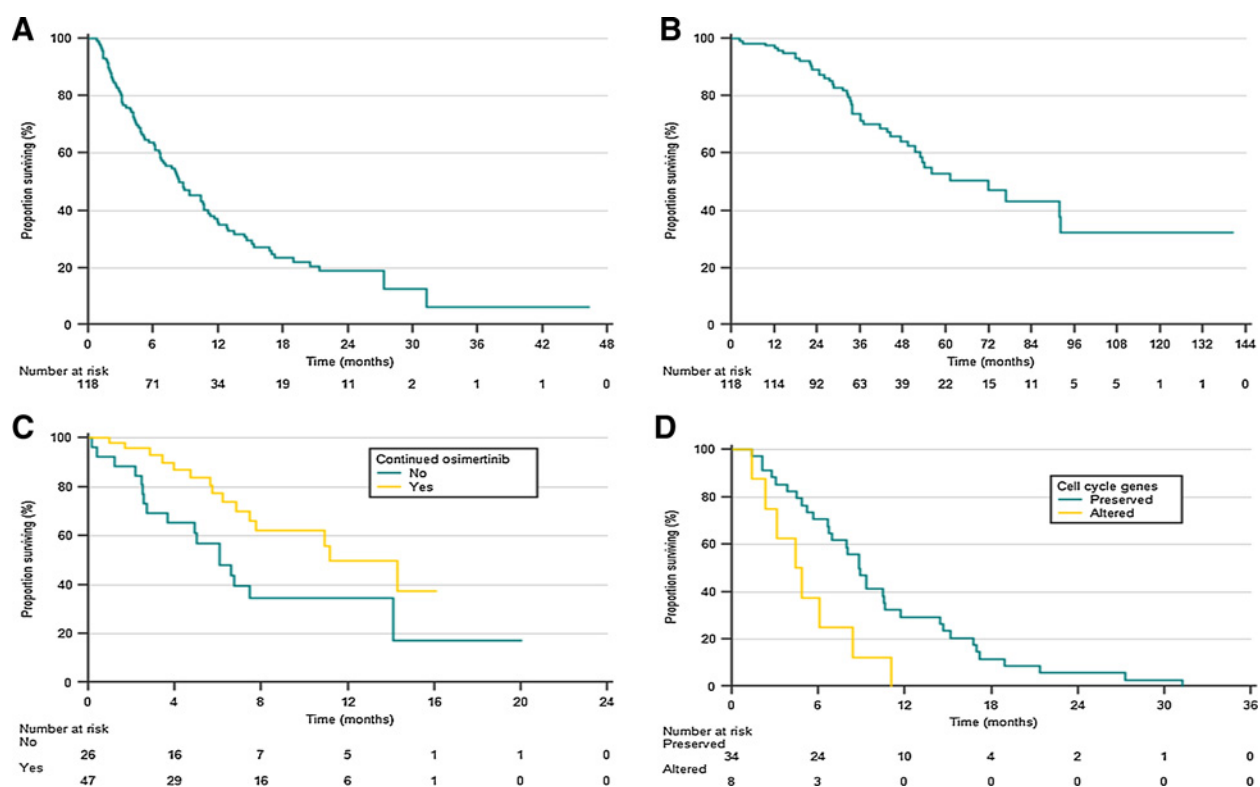 A
100
80
60
40
20
0
Proportion surviving (%)
0 6 12 18 24 30 36 42 48
Time (months)
Number at risk
118 71 34 19 11 2 1 1 0
B
100
80
60
40
20
0
Proportion surviving (%)
0 12 24 36 48 60 72 84 96 108 120 132 144
Time (months)
Number at risk
118 114 92 63 39 22 15 11 5 5 1 1 0
C
100
80
60
40
20
0
Proportion surviving (%)
Continued osimertinib
No
Yes
0 4 8 12 16 20 24
Time (months)
Number at risk
No
26 16 7 5 1 1 0
Yes
47 29 16 6 1 0 0
D
100
80
60
40
20
0
Proportion surviving (%)
Cell cycle genes
Preserved
Altered
0 6 12 18 24 30 36
Time (months)
Number at risk
Preserved
34 24 10 4 2 1 0
Altered
8 3 0 0 0 0 0